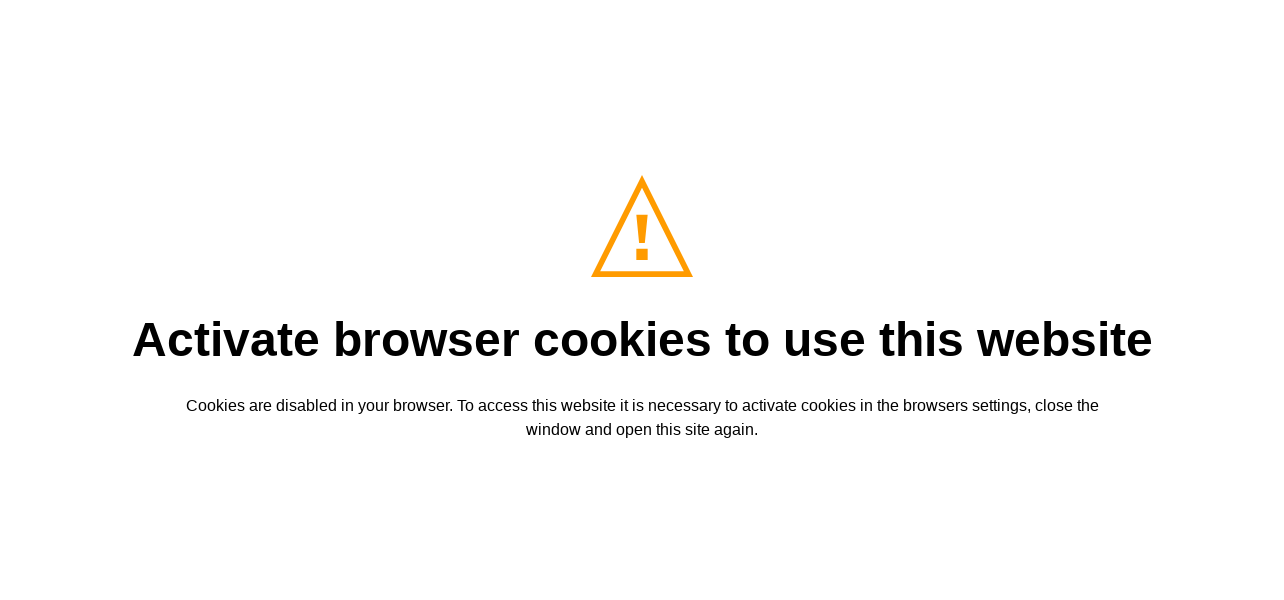 !
Activate browser cookies to use this website
Cookies are disabled in your browser. To access this website it is necessary to activate cookies in the browsers settings, close the
window and open this site again.